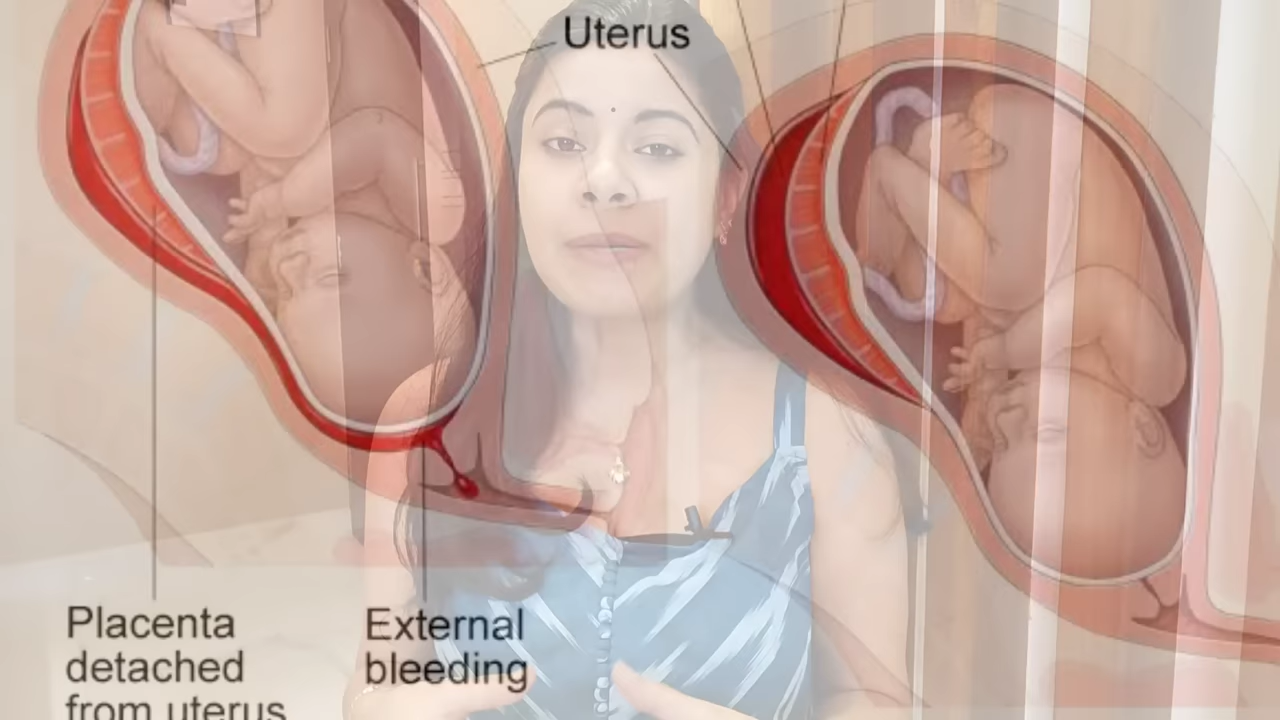 Uterus
Placenta
detached
from uterus
External
bleeding